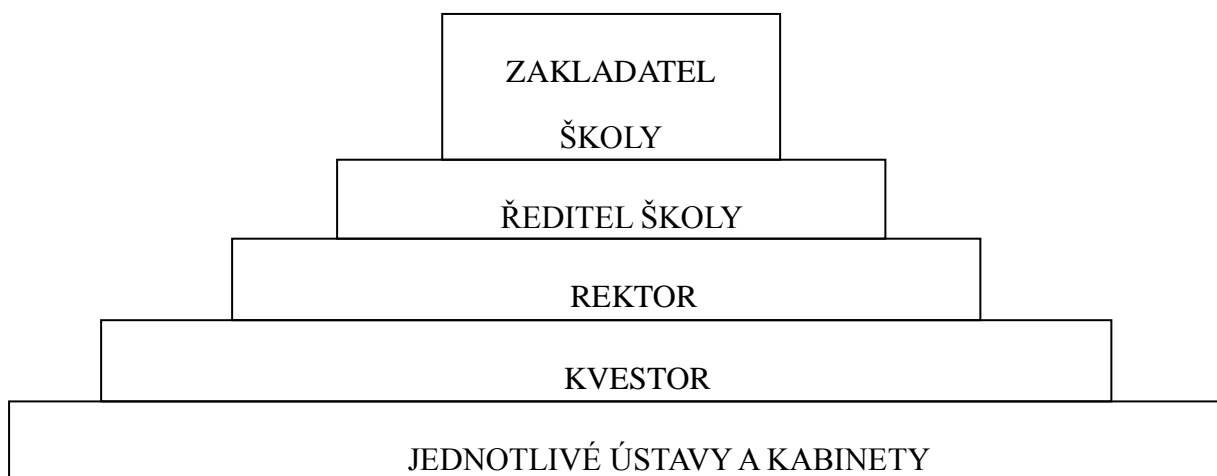 ZAKLADATEL
ŠKOLY
ŘEDITEL ŠKOLY
REKTOR
KVESTOR
JEDNOTLIVÉ ÚSTAVY A KABINETY